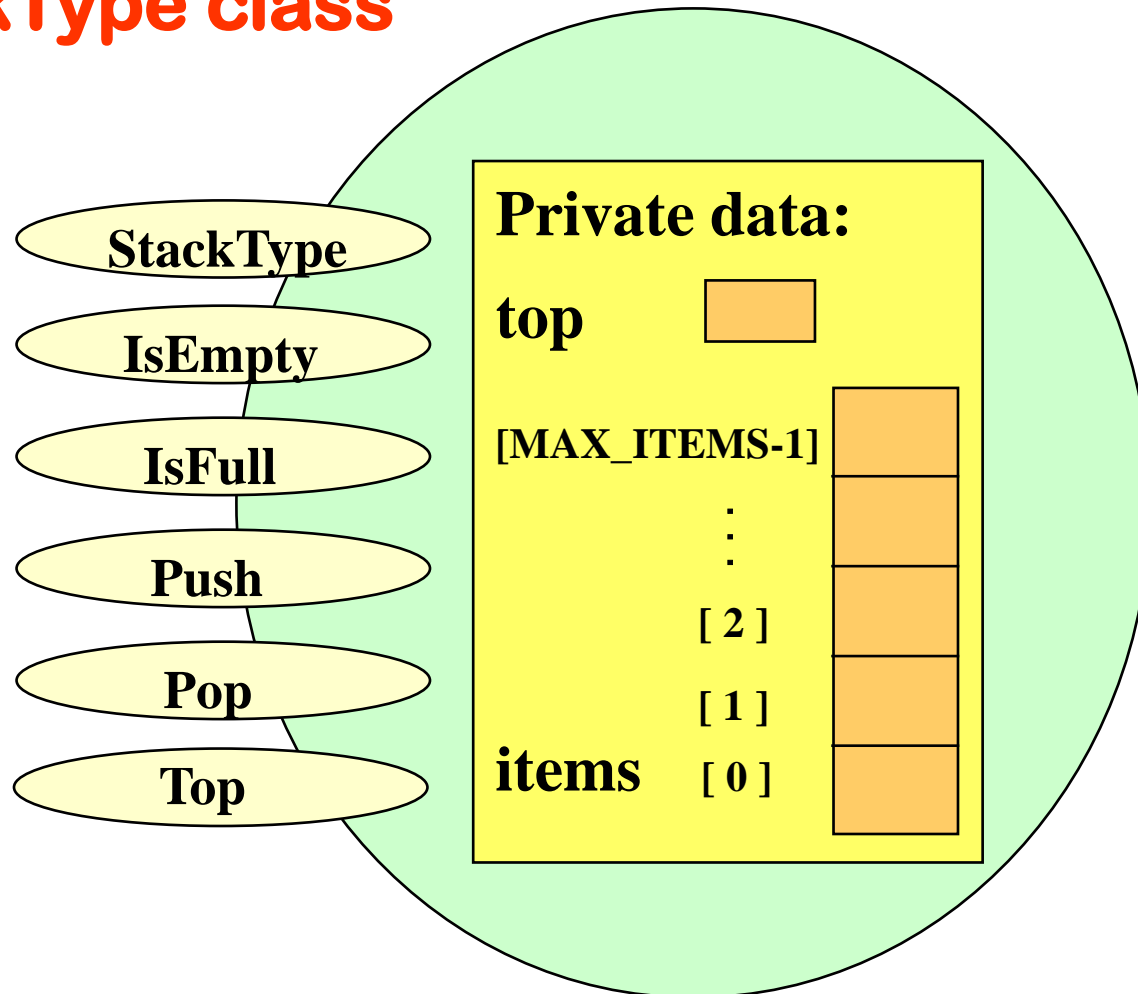 Type class
StackType
IsEmpty
IsFull
Push
Pop
Top
Private data:
top
[MAX_ITEMS-1]
.
.
.
[ 2 ]
[ 1 ]
items [ 0 ]